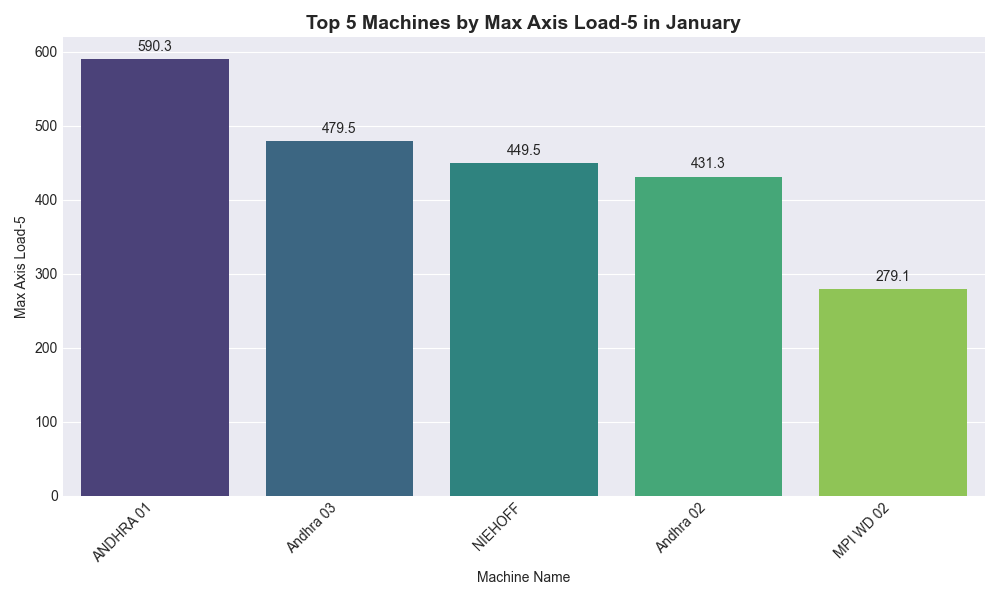 Top 5 Machines by Max Axis Load-5 in January
Max Axis Load-5
600
500
400
300
200
100
0
590.3
479.5
449.5
431.3
279.1
ANDHRA 01
Andhra 03
NIEHOFF
Andhra 02
MPI WD 02
Machine Name